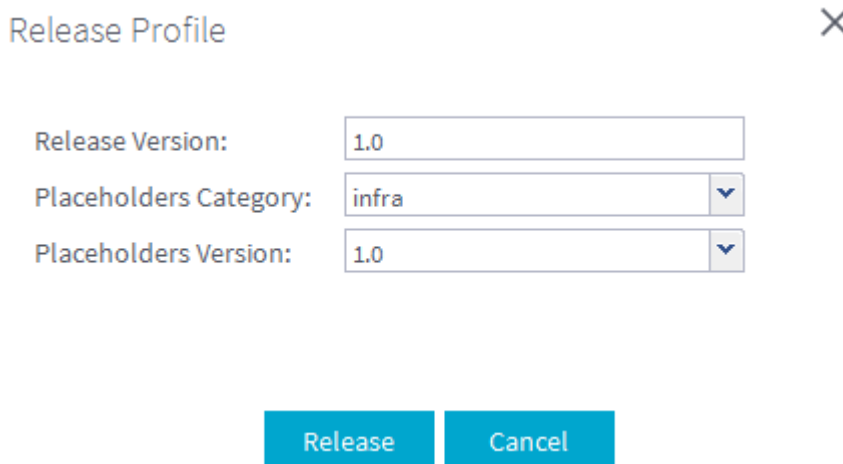 Release Profile
Release Version: 1.0
Placeholders Category: infra
Placeholders Version: 1.0
Release Cancel